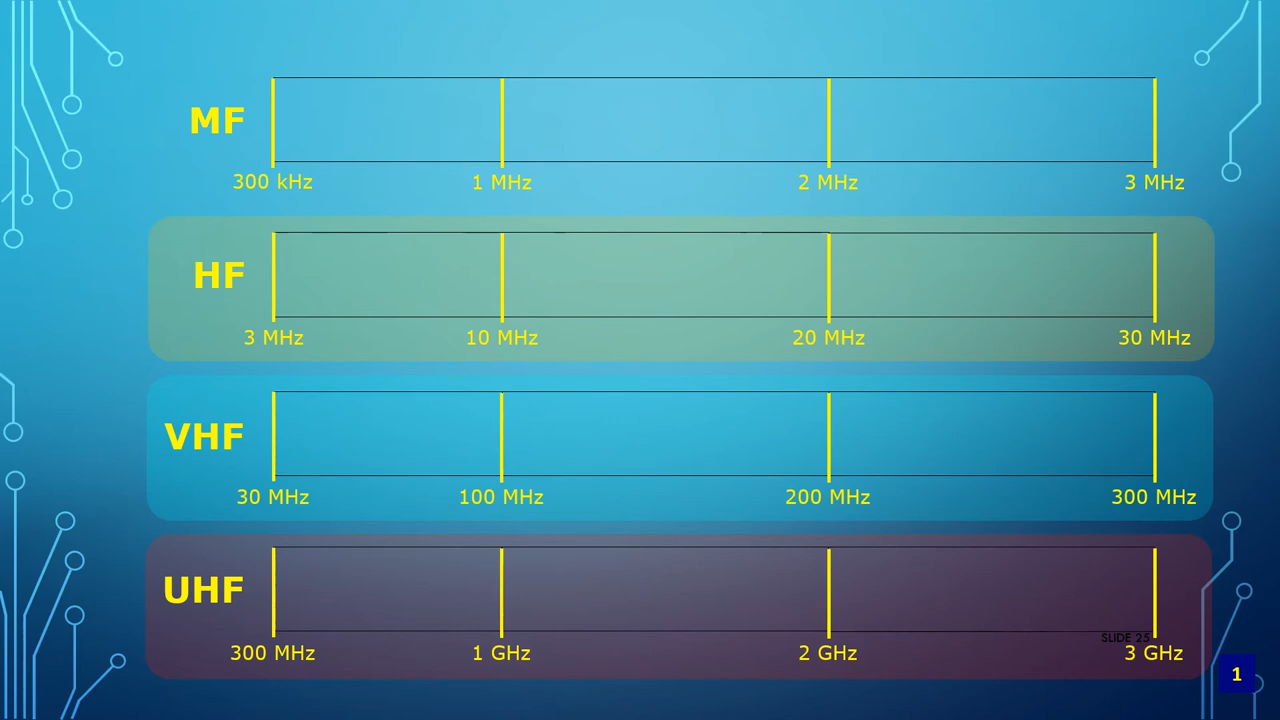 MF
300 kHz 1 MHz 2 MHz 3 MHz
HF
3 MHz 10 MHz 20 MHz 30 MHz
VHF
30 MHz 100 MHz 200 MHz 300 MHz
UHF
SLIDE 25
300 MHz 1 GHz 2 GHz 3 GHz
1